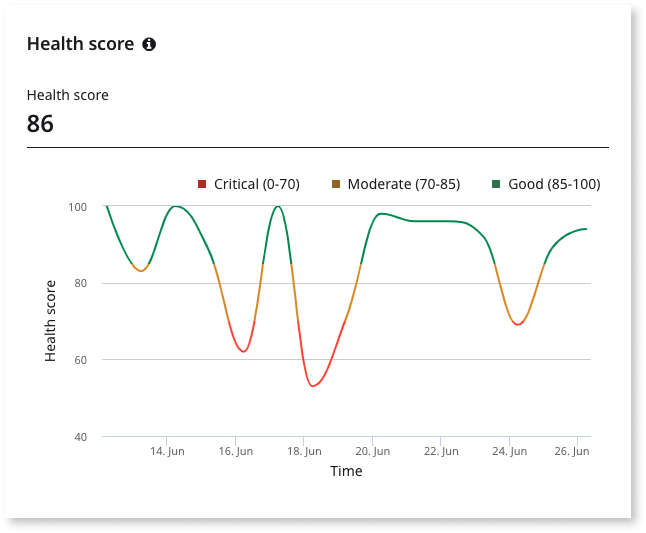 Health score
Health score
86
Critical (0-70) Moderate (70-85) Good (85-100)
100
80
60
40
Health score
14. Jun 16. Jun 18. Jun 20. Jun 22. Jun 24. Jun 26. Jun
Time